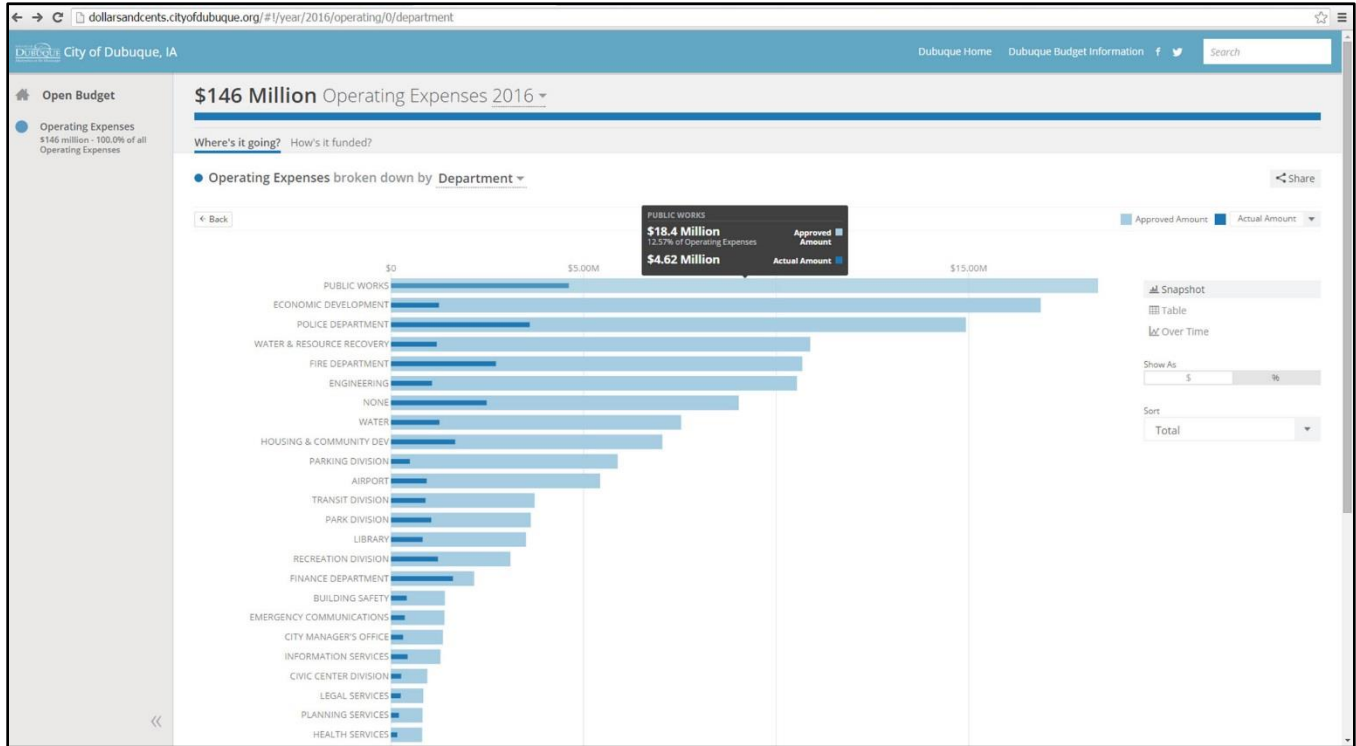 dollarsandcents.cityofdubuque.org/#!/year/2016/operating/0/department
DUBUQUE City of Dubuque, IA
Dubuque Home Dubuque Budget Information f Search
Open Budget
Operating Expenses
$146 million - 100.0% of all
Operating Expenses
$146 Million Operating Expenses 2016
Where's it going? How's it funded?
Operating Expenses broken down by Department
Share
Back
PUBLIC WORKS
$18.4 Million Approved
12.57% of Operating Expenses Amount
$4.62 Million Actual Amount
Approved Amount Actual Amount
$0 $5.00M $15.00M
PUBLIC WORKS
ECONOMIC DEVELOPMENT
POLICE DEPARTMENT
WATER & RESOURCE RECOVERY
FIRE DEPARTMENT
ENGINEERING
NONE
WATER
HOUSING & COMMUNITY DEV
PARKING DIVISION
AIRPORT
TRANSIT DIVISION
PARK DIVISION
LIBRARY
RECREATION DIVISION
FINANCE DEPARTMENT
BUILDING SAFETY
EMERGENCY COMMUNICATIONS
CITY MANAGER'S OFFICE
INFORMATION SERVICES
CIVIC CENTER DIVISION
LEGAL SERVICES
PLANNING SERVICES
HEALTH SERVICES
Snapshot
Table
Over Time
Show As
$ %
Sort
Total